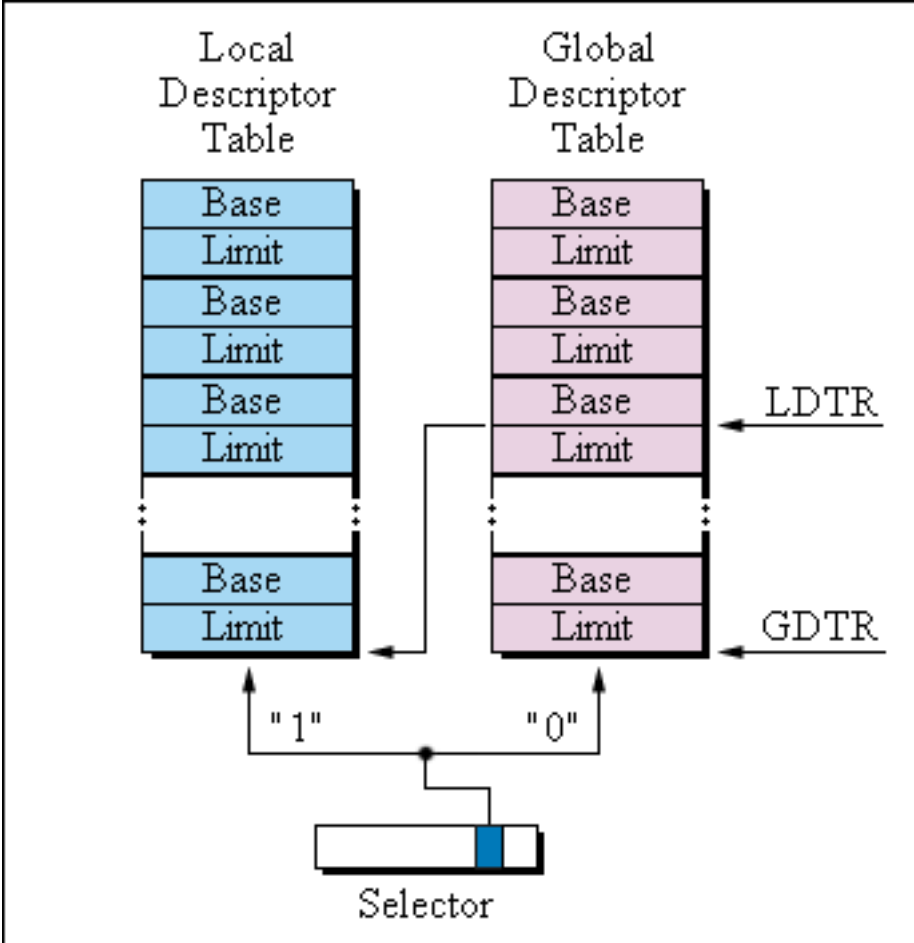 Local
Descriptor
Table
Global
Descriptor
Table
Base
Limit
Base
Limit
Base
Limit
Base
Limit
Base
Limit
Base
Limit
Base
Limit
Base
Limit
LDTR
GDTR
"1"
"0"
Selector